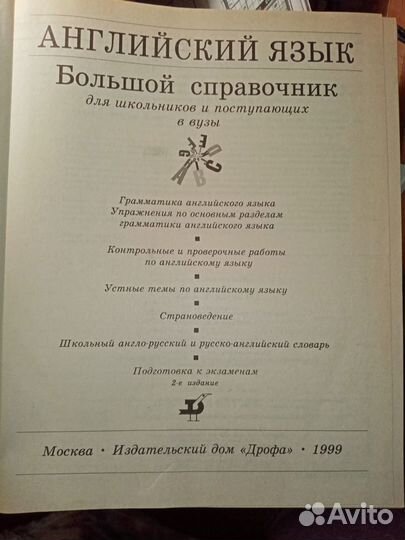 АНГЛИЙСКИЙ ЯЗЫК
Большой справочник
для школьников и поступающих
в вузы
Грамматика английского языка
Упражнения по основным разделам
грамматики английского языка
Контрольные и проверочные работы
по английскому языку
Устные темы по английскому языку
Страноведение
Школьный англо-русский и русско-английский словарь
Подготовка к экзаменам
2-е издание
Москва • Издательский дом «Дрофа» • 1999
Avito